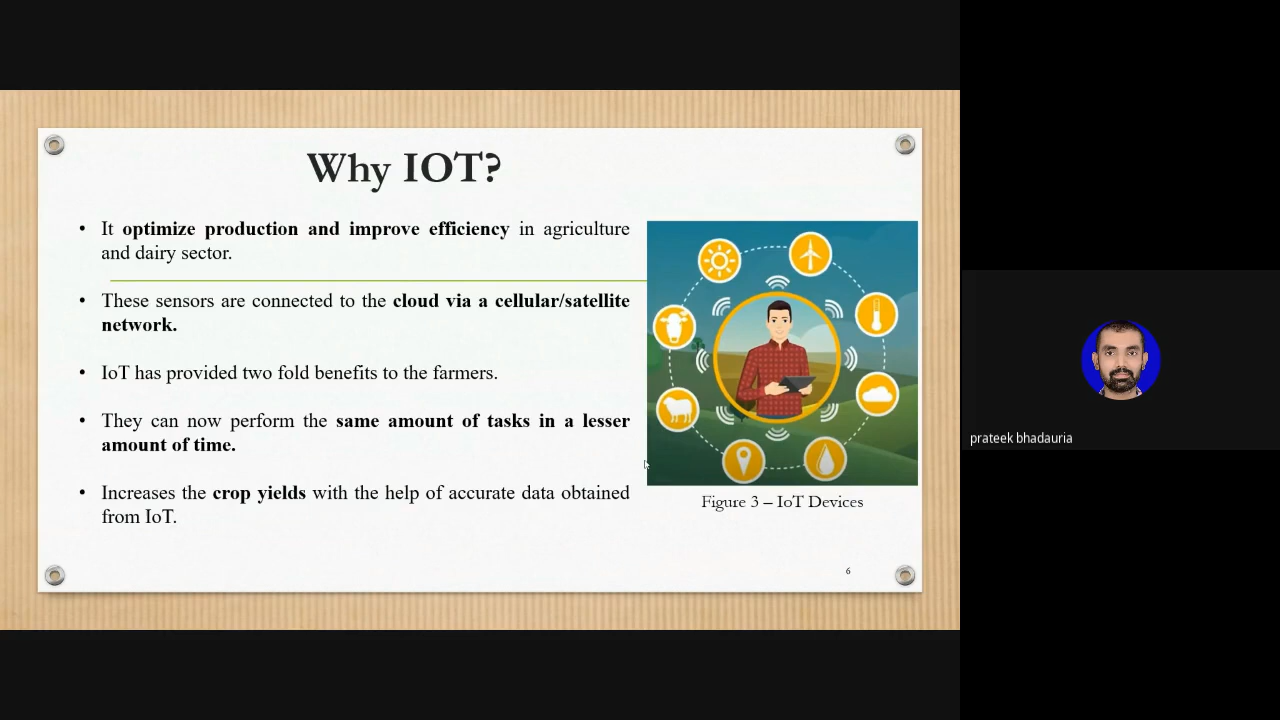 Why IOT?
• It optimize production and improve efficiency in agriculture
and dairy sector.
• These sensors are connected to the cloud via a cellular/satellite
network.
• IoT has provided two fold benefits to the farmers.
• They can now perform the same amount of tasks in a lesser
amount of time.
• Increases the crop yields with the help of accurate data obtained
from IoT.
Figure 3 – IoT Devices
6
prateek bhadauria